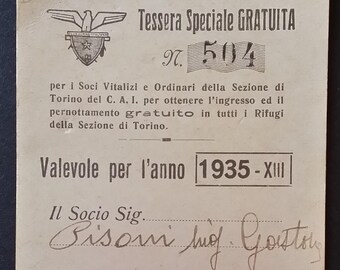 Tessera Speciale GRATUITA
N. 504
per i Soci Vitalizi e Ordinari della Sezione di
Torino del C. A. I. per ottenere l'ingresso ed il
pernottamento gratuito in tutti i Rifugi
della Sezione di Torino.
Valevole per l'anno 1935-XIII
Il Socio Sig.
Pisoni